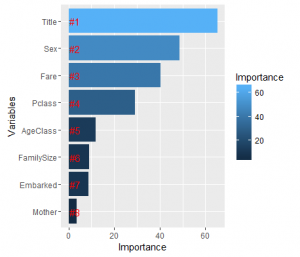 Title #1
Sex #2
Fare #3
Pclass #4
AgeClass #5
FamilySize #6
Embarked #7
Mother #8
Variables
0 20 40 60
Importance
Importance
60
40
20